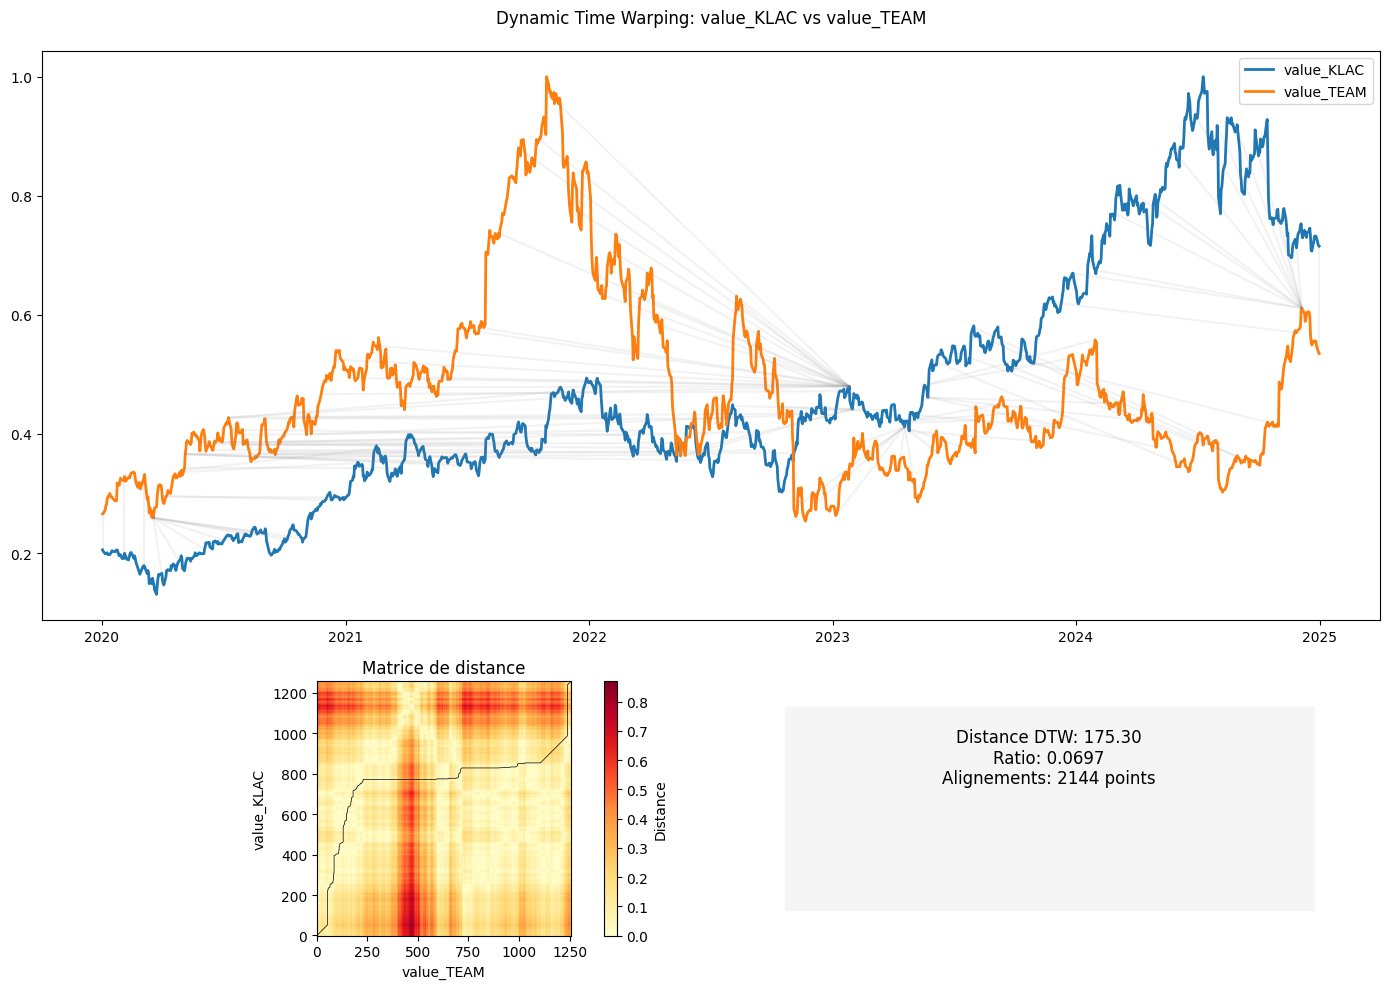 Dynamic Time Warping: value_KLAC vs value_TEAM
value_KLAC
value_TEAM
1.0
0.8
0.6
0.4
0.2
2020 2021 2022 2023 2024 2025
Matrice de distance
value_KLAC
1200
1000
800
600
400
200
0
0 250 500 750 1000 1250
value_TEAM
0.8
0.7
0.6
0.5
0.4
0.3
0.2
0.1
0.0
Distance
Distance DTW: 175.30
Ratio: 0.0697
Alignements: 2144 points